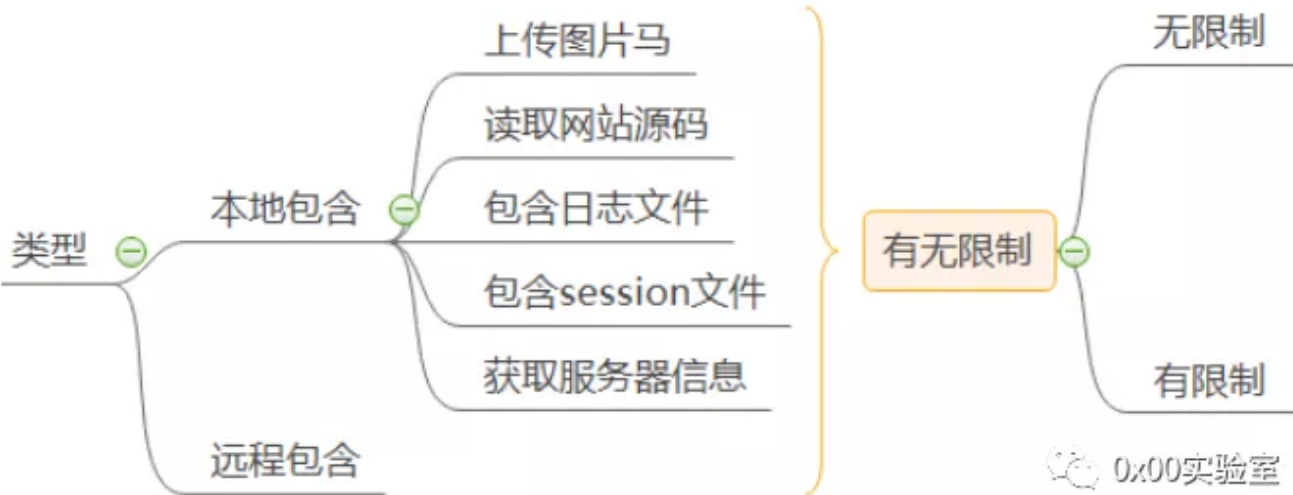 类型
本地包含
上传图片马
读取网站源码
包含日志文件
包含session文件
获取服务器信息
远程包含
有无限制
无限制
有限制
0x00实验室